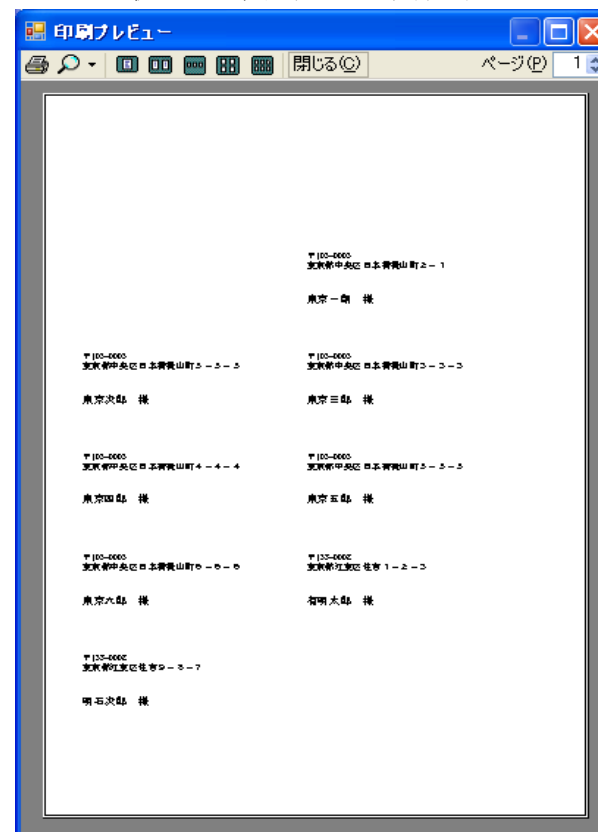 印刷プレビュー
閉じる(C) ページ(P) 1
〒103-0003
東京都中央区日本橋横山町2-1
東京一朗 様
〒103-0003
東京都中央区日本橋横山町
東京次郎 様
〒103-0003
東京都中央区日本橋横山町3-3-3
東京三郎 様
〒103-0003
東京都中央区日本橋横山町4-4-4
東京四郎 様
〒103-0003
東京都中央区日本橋横山町5-5-5
東京五郎 様
〒103-0003
東京都中央区日本橋横山町6-6-6
東京六郎 様
〒135-0002
東京都江東区住吉1-2-3
有明太郎 様
〒135-0002
東京都江東区住吉9-8-7
明石次郎 様